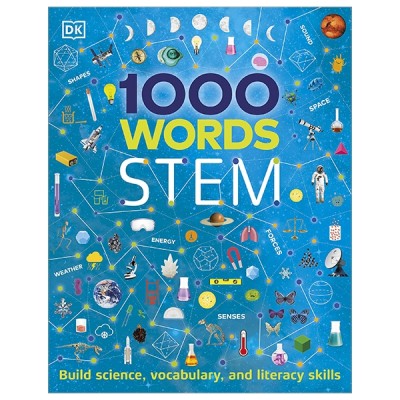 DK
SOUND
SHAPES
1000
WORDS
SPACE
STEM
ENERGY
FORCES
WEATHER
SENSES
Build science, vocabulary, and literacy skills